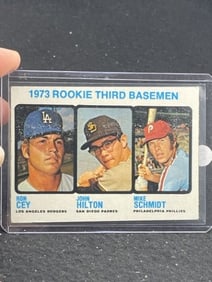 1973 ROOKIE THIRD BASEMEN
RON
CEY
LOS ANGELES DODGERS
JOHN
HILTON
SAN DIEGO PADRES
MIKE
SCHMIDT
PHILADELPHIA PHILLIES